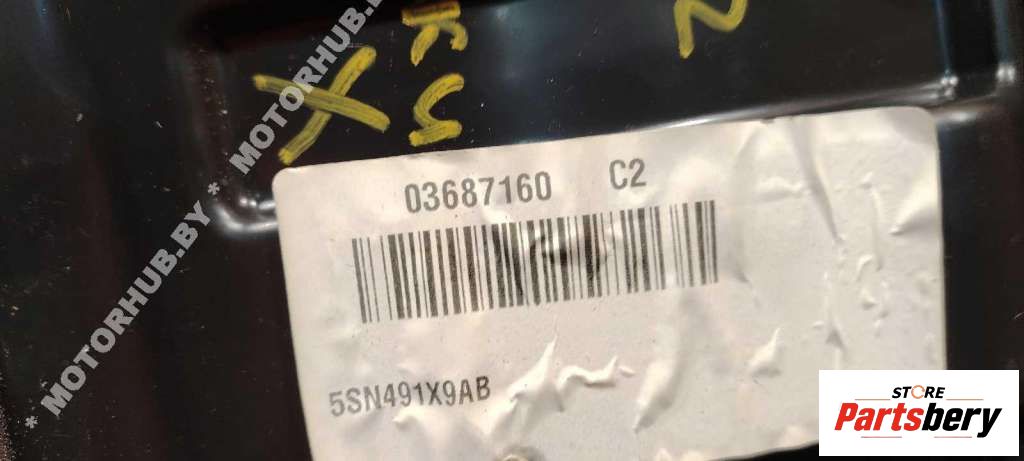 * MOTORHUB.BY * MOTORHUB.BY
03687160 C2
5SN491X9AB
STORE
Partsbery